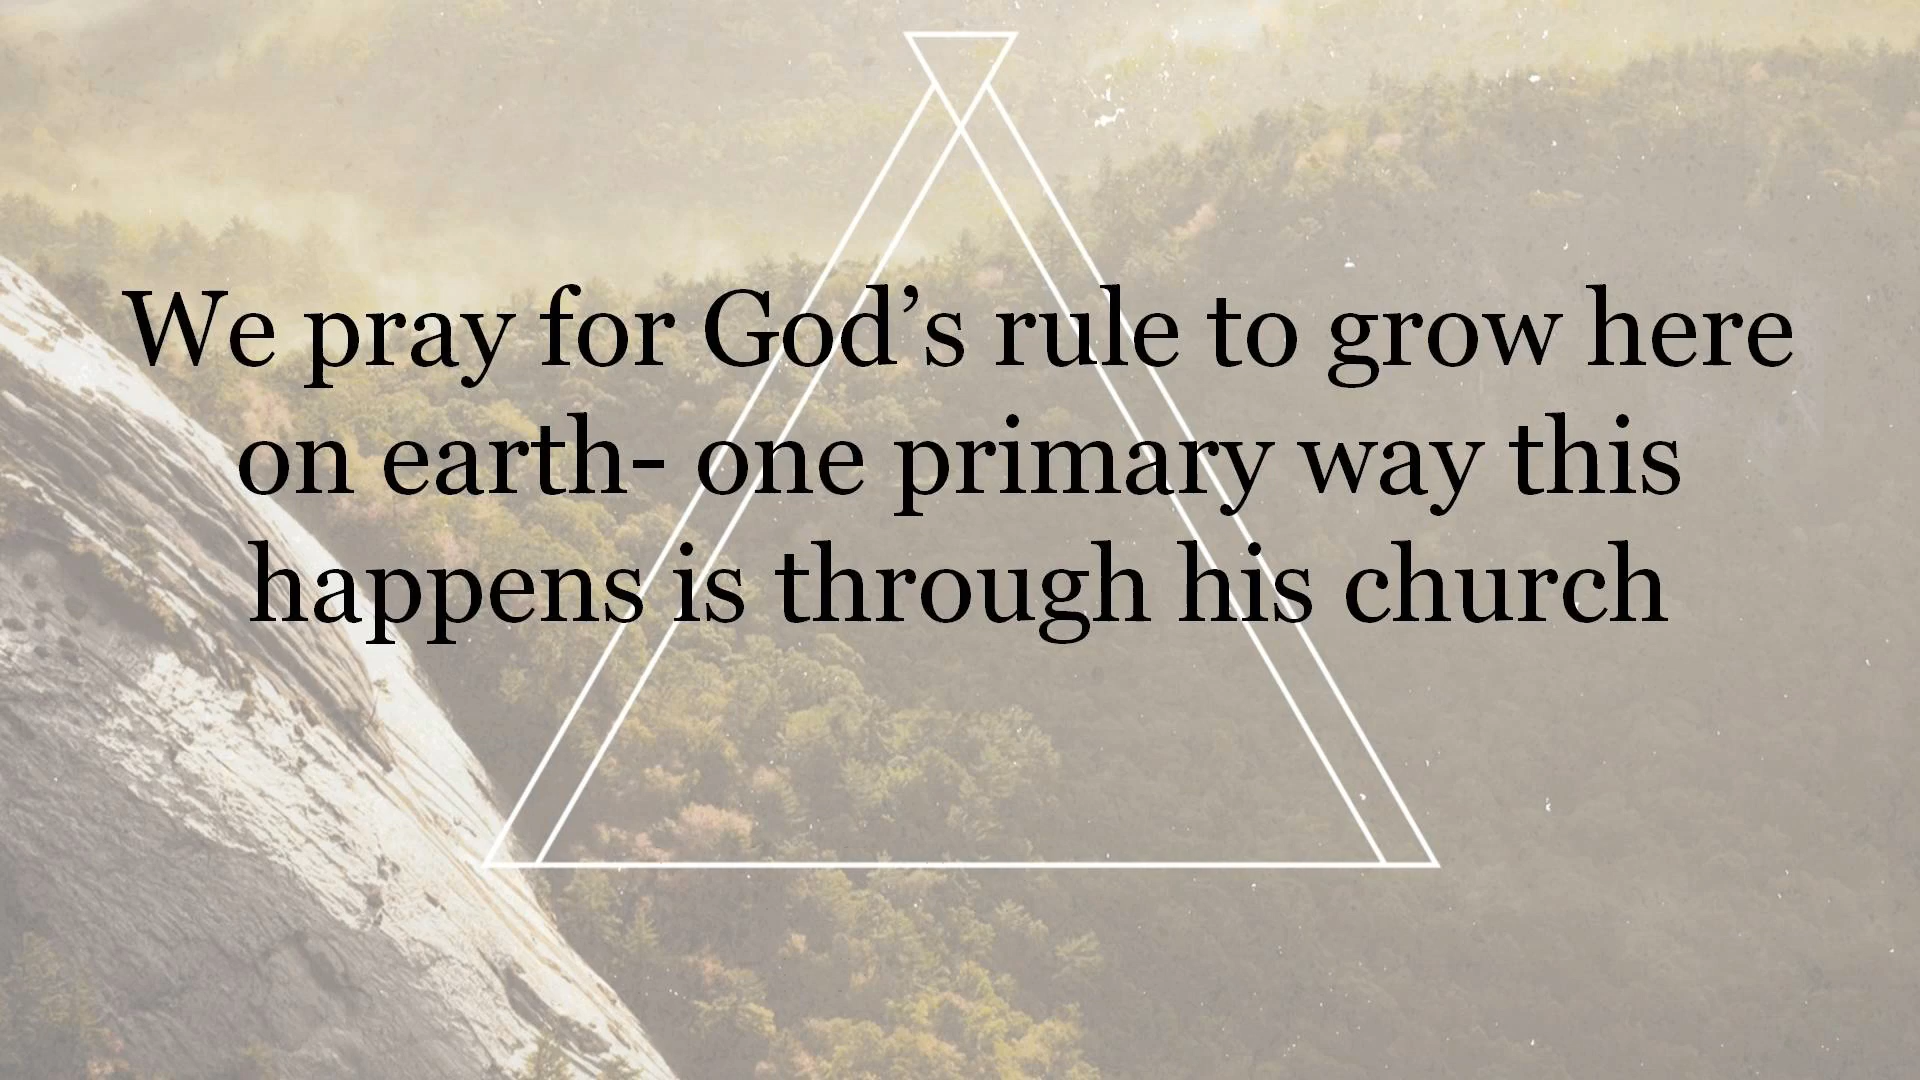 We pray for God’s rule to grow here
on earth- one primary way this
happens is through his church